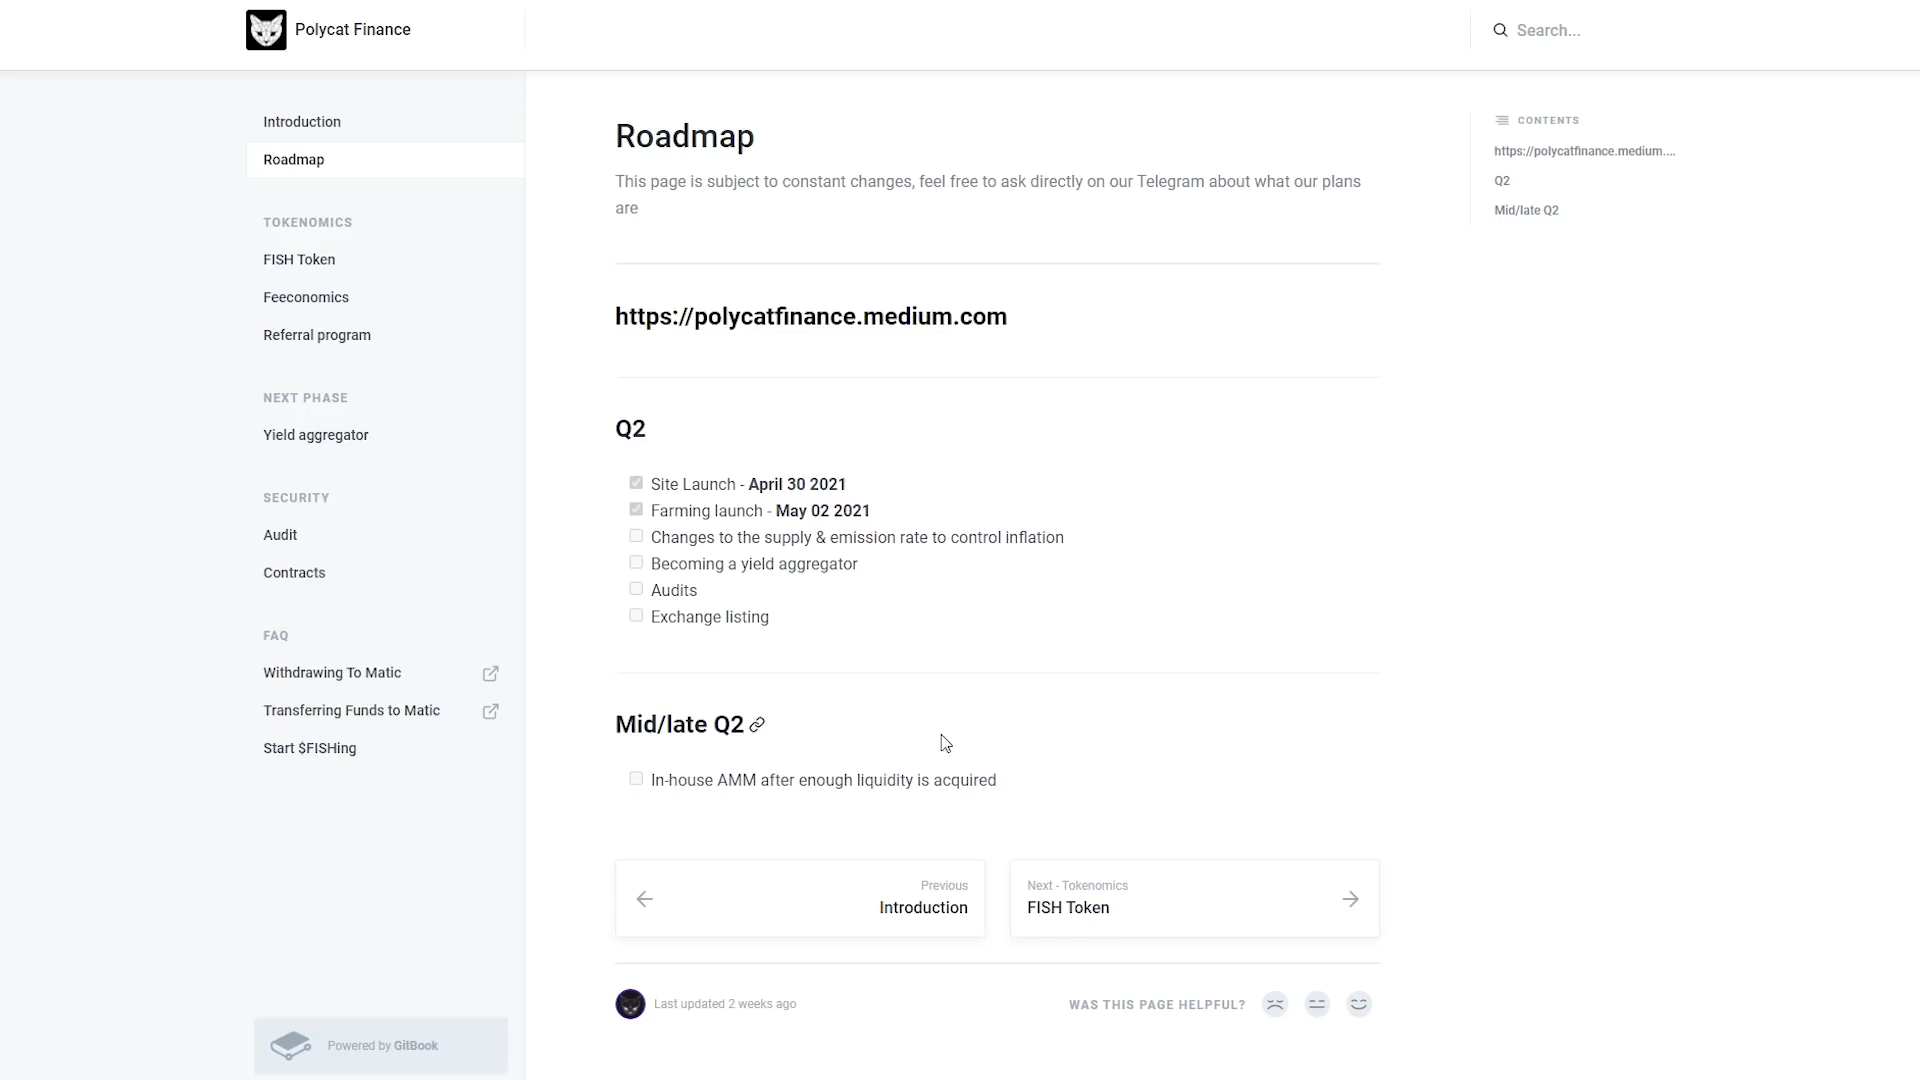 Polycat Finance
Search...
Introduction
Roadmap
TOKENOMICS
FISH Token
Feeconomics
Referral program
NEXT PHASE
Yield aggregator
SECURITY
Audit
Contracts
FAQ
Withdrawing To Matic
Transferring Funds to Matic
Start $FISHing
Powered by GitBook
Roadmap
This page is subject to constant changes, feel free to ask directly on our Telegram about what our plans
are
https://polycatfinance.medium.com
Q2
Site Launch - April 30 2021
Farming launch - May 02 2021
Changes to the supply & emission rate to control inflation
Becoming a yield aggregator
Audits
Exchange listing
Mid/late Q2
In-house AMM after enough liquidity is acquired
Previous
Introduction
Next - Tokenomics
FISH Token
Last updated 2 weeks ago
WAS THIS PAGE HELPFUL?
CONTENTS
https://polycatfinance.medium....
Q2
Mid/late Q2